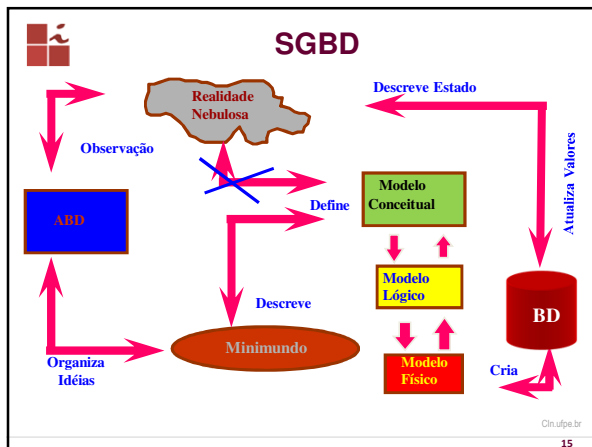 SGBD
Realidade
Nebulosa
Descreve Estado
Observação
Modelo
Conceitual
Define
ABD
Atualiza Valores
Modelo
Lógico
Descreve
BD
Minimundo
Organiza
Idéias
Modelo
Físico
Cria
CIn.ufpe.br
15